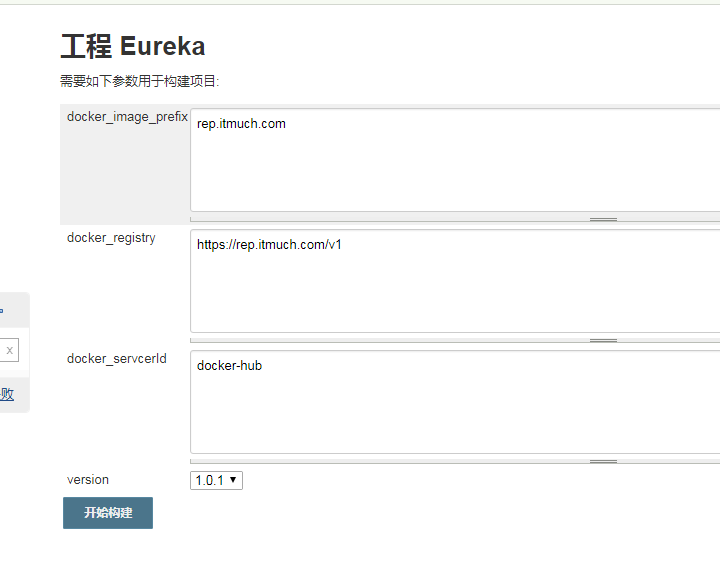 工程 Eureka
需要如下参数用于构建项目:
docker_image_prefix
rep.itmuch.com
docker_registry
https://rep.itmuch.com/v1
x
docker_servcerId
docker-hub
败
version
1.0.1
开始构建